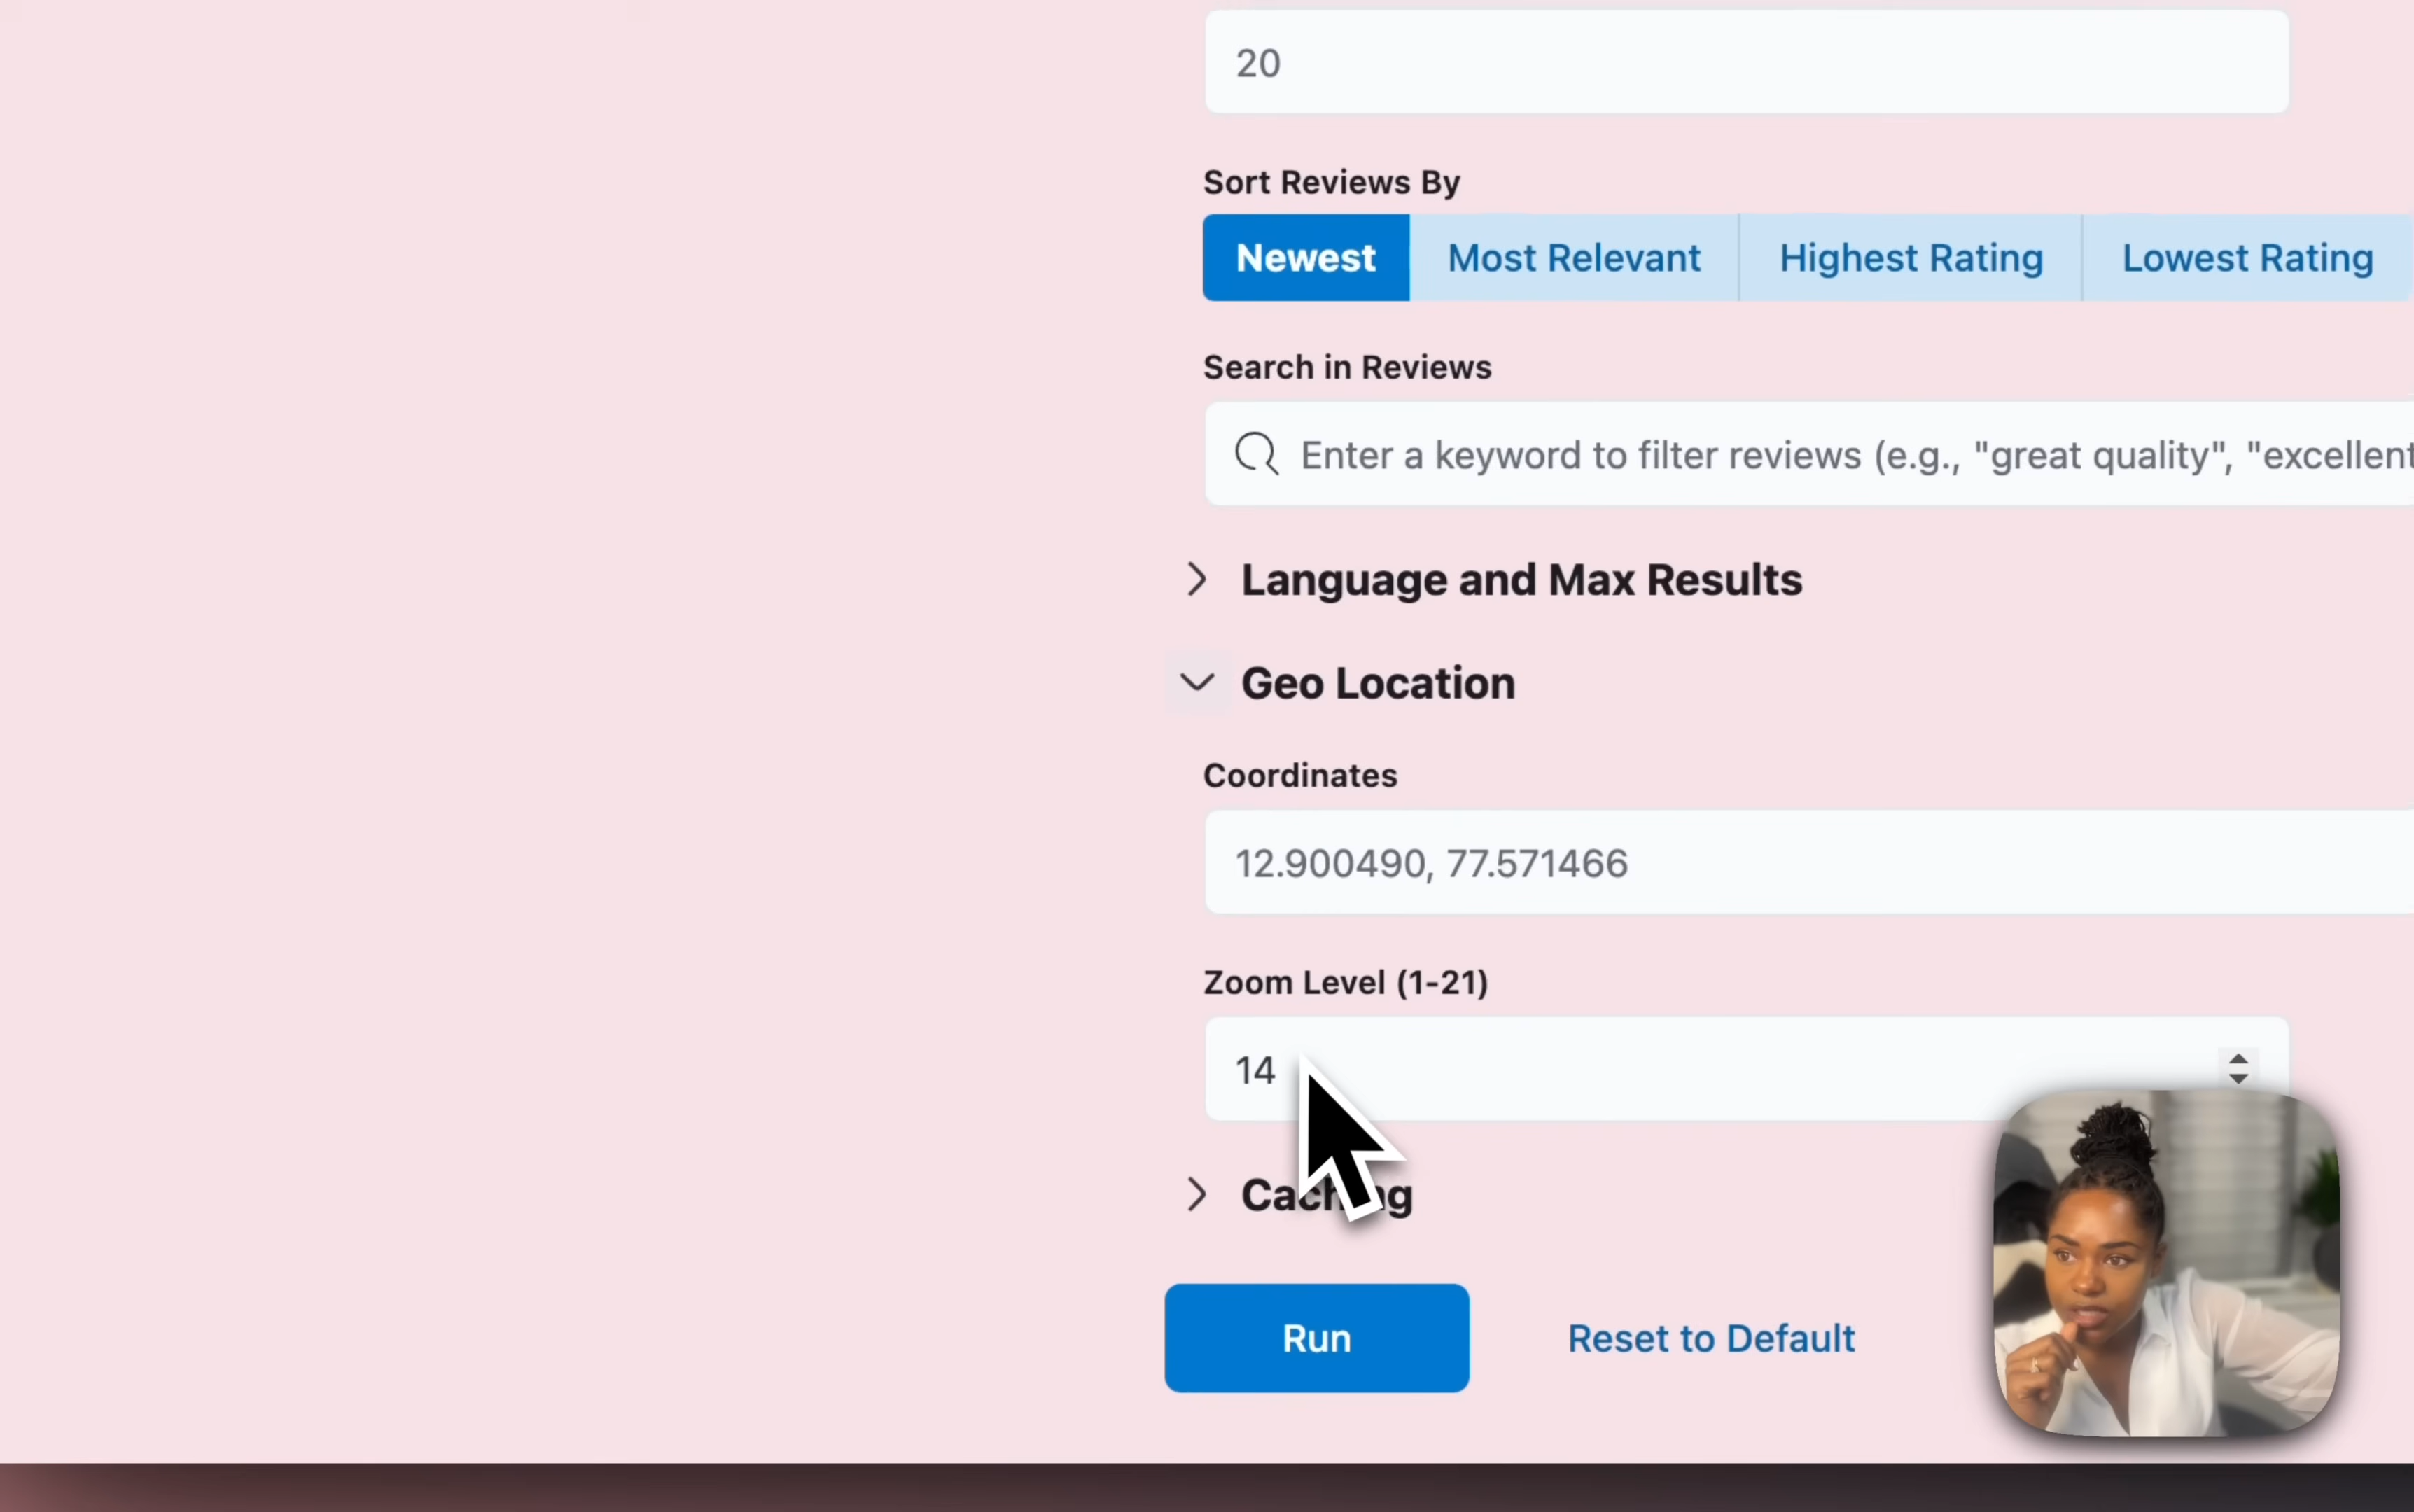 20
Sort Reviews By
Newest Most Relevant Highest Rating Lowest Rating
Search in Reviews
Enter a keyword to filter reviews (e.g., "great quality", "excellent
Language and Max Results
Geo Location
Coordinates
12.900490, 77.571466
Zoom Level (1-21)
14
Caching
Run Reset to Default